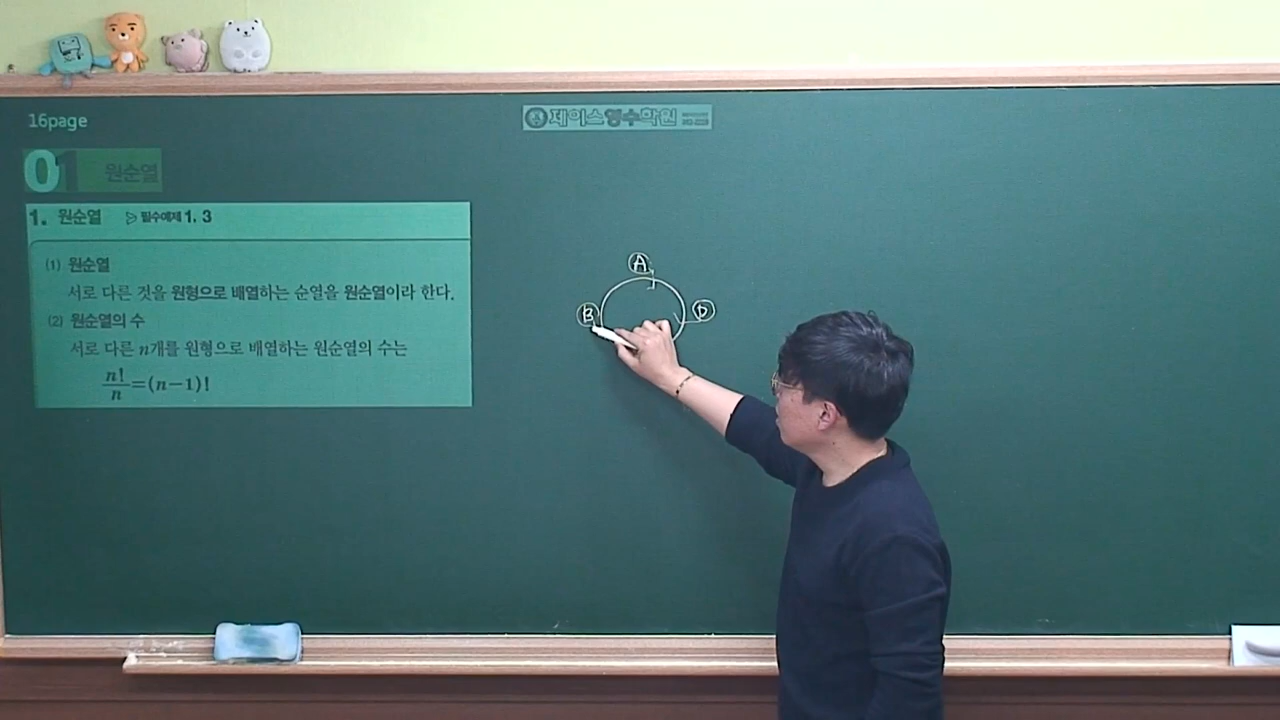 16page
제이스영수학원
01 원순열
1. 원순열 ▷ 필수예제 1, 3
(1) 원순열
서로 다른 것을 원형으로 배열하는 순열을 원순열이라 한다.
(2) 원순열의 수
서로 다른 n개를 원형으로 배열하는 원순열의 수는
n!/n=(n-1)!
A
B
D